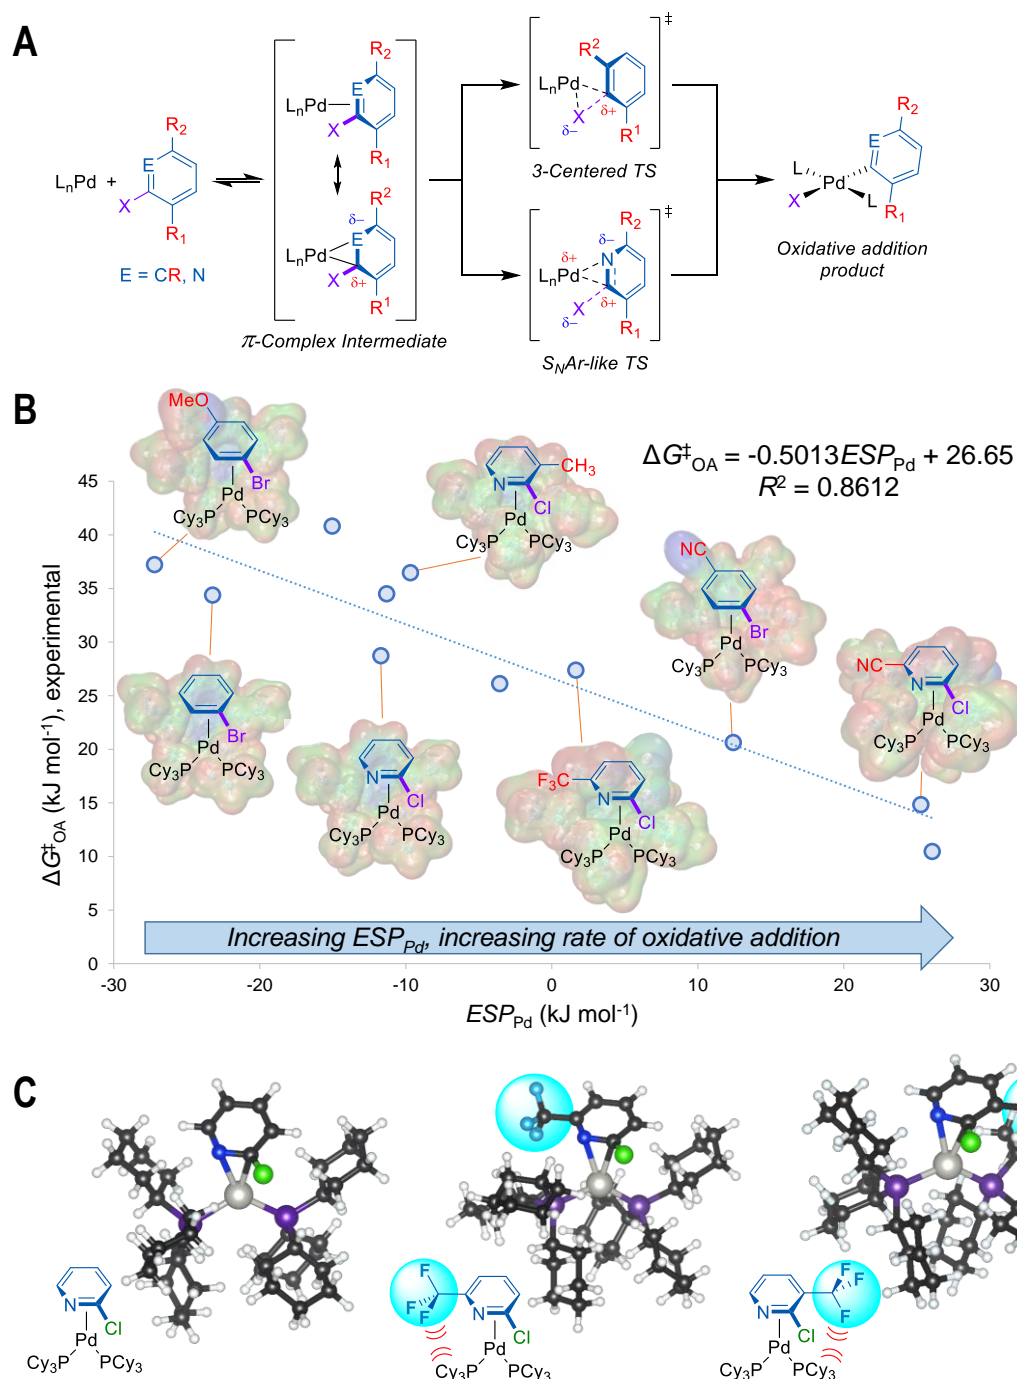 A
LnPd +
E
R2
X
R1
E = CR, N
R2
E
LnPd
X
R1
R2
δ−
E
LnPd
X
δ+
R1
π-Complex Intermediate
‡
R2
LnPd
X
δ+
δ−
R1
3-Centered TS
‡
R2
δ−
δ+
N
LnPd
X
δ+
δ−
R1
SNAr-like TS
R2
E
L
Pd
X
L
R1
Oxidative addition
product
B
MeO
Br
Pd
Cy3P
PCy3
CH3
N
Cl
Pd
Cy3P
PCy3
ΔG‡OA = -0.5013ESPPd + 26.65
R2 = 0.8612
NC
Br
Pd
Cy3P
PCy3
NC
N
Cl
Pd
Cy3P
PCy3
Br
Pd
Cy3P
PCy3
N
Cl
Pd
Cy3P
PCy3
F3C
N
Cl
Pd
Cy3P
PCy3
ΔG‡OA (kJ mol-1), experimental
45
40
35
30
25
20
15
10
5
0
Increasing ESPPd, increasing rate of oxidative addition
-30
-20
-10
0
10
20
30
ESPPd (kJ mol-1)
C
N
Cl
Pd
Cy3P
PCy3
F
F
F
N
Cl
Pd
Cy3P
PCy3
F
F
F
N
Cl
Pd
Cy3P
PCy3